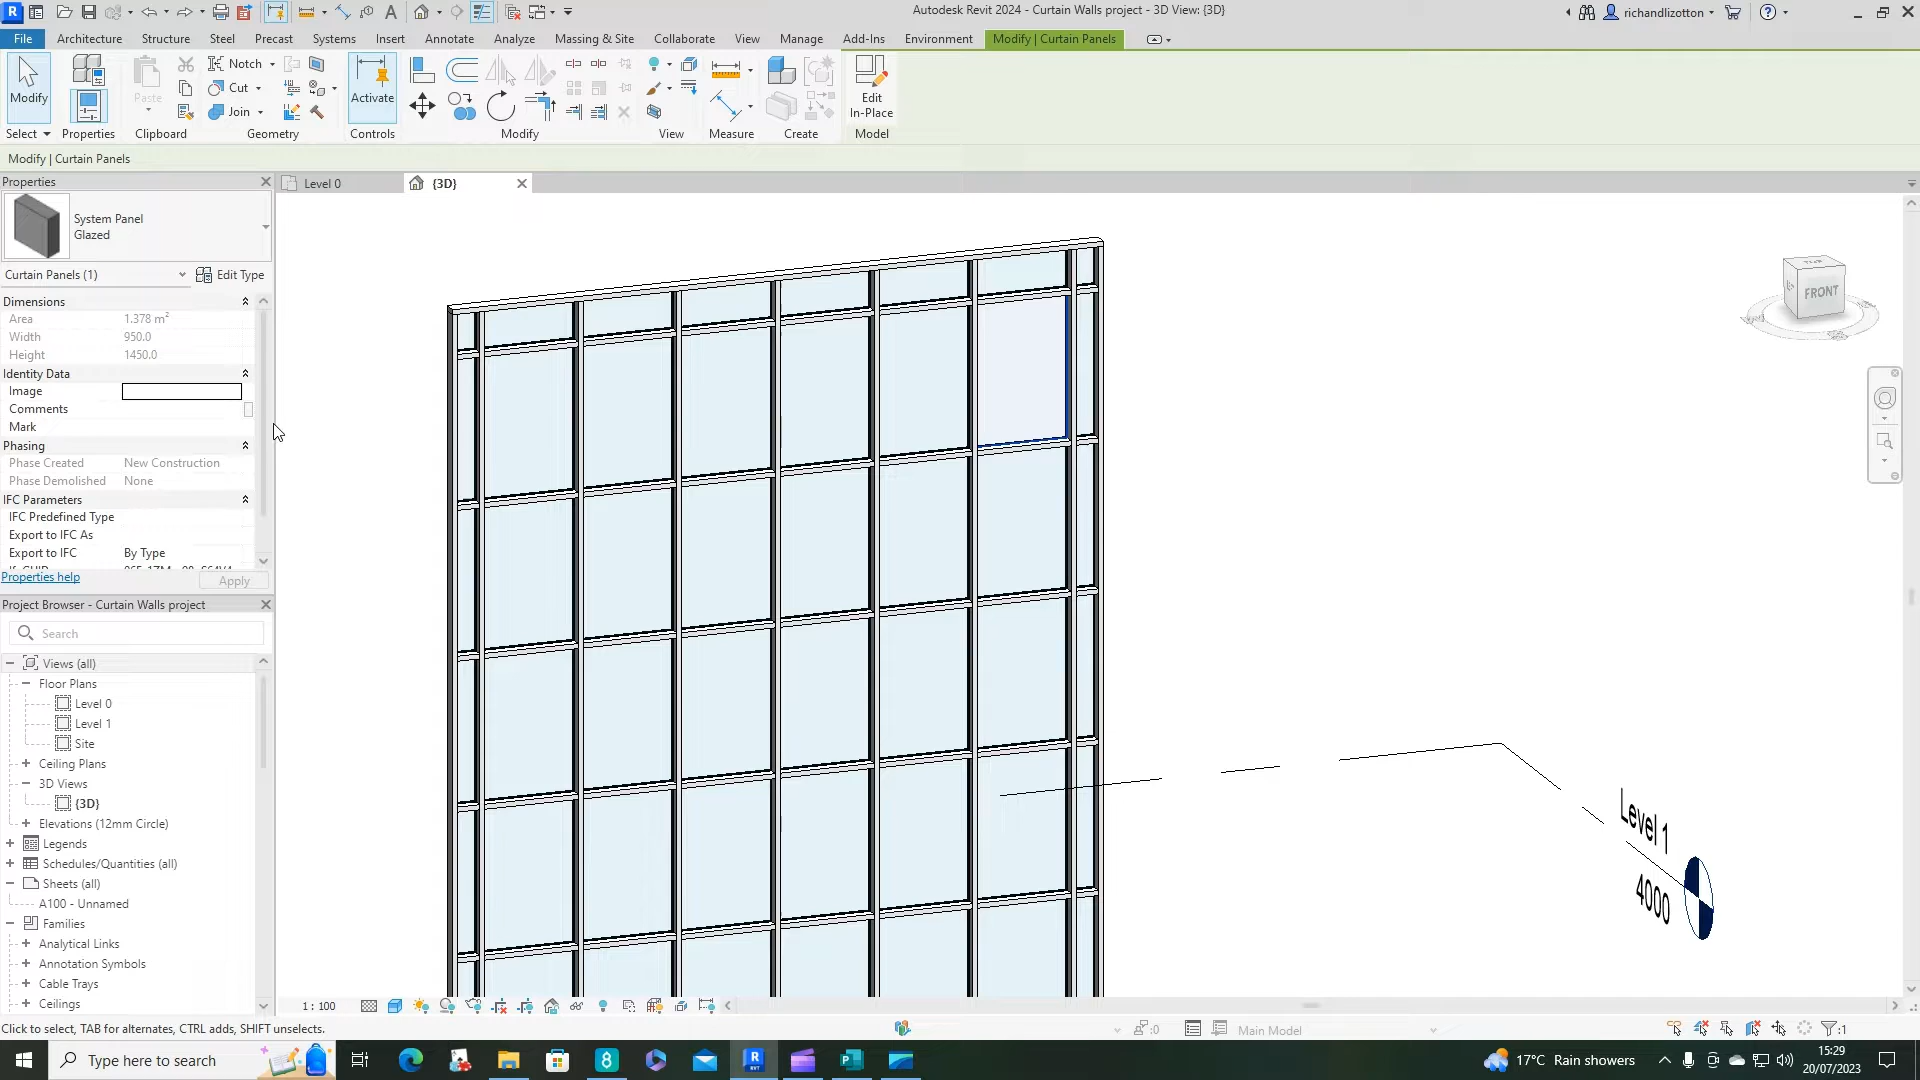 Autodesk Revit 2024 - Curtain Walls project - 3D View: {3D}
richandlizotton
File
Architecture
Structure
Steel
Precast
Systems
Insert
Annotate
Analyze
Massing & Site
Collaborate
View
Manage
Add-Ins
Environment
Modify | Curtain Panels
Modify
Paste
Notch
Cut
Join
Activate
Edit
In-Place
Select
Properties
Clipboard
Geometry
Controls
Modify
View
Measure
Create
Model
Modify | Curtain Panels
Properties
Level 0
{3D}
System Panel
Glazed
Curtain Panels (1)
Edit Type
Dimensions
Area 1.378 m²
Width 950.0
Height 1450.0
Identity Data
Image
Comments
Mark
Phasing
Phase Created New Construction
Phase Demolished None
IFC Parameters
IFC Predefined Type
Export to IFC As
Export to IFC By Type
Properties help
Apply
Project Browser - Curtain Walls project
Search
Views (all)
Floor Plans
Level 0
Level 1
Site
Ceiling Plans
3D Views
{3D}
Elevations (12mm Circle)
Legends
Schedules/Quantities (all)
Sheets (all)
A100 - Unnamed
Families
Analytical Links
Annotation Symbols
Cable Trays
Ceilings
TOP
FRONT
Level 1
4000
1 : 100
Click to select, TAB for alternates, CTRL adds, SHIFT unselects.
:0
Main Model
:1
Type here to search
17°C Rain showers
15:29
20/07/2023